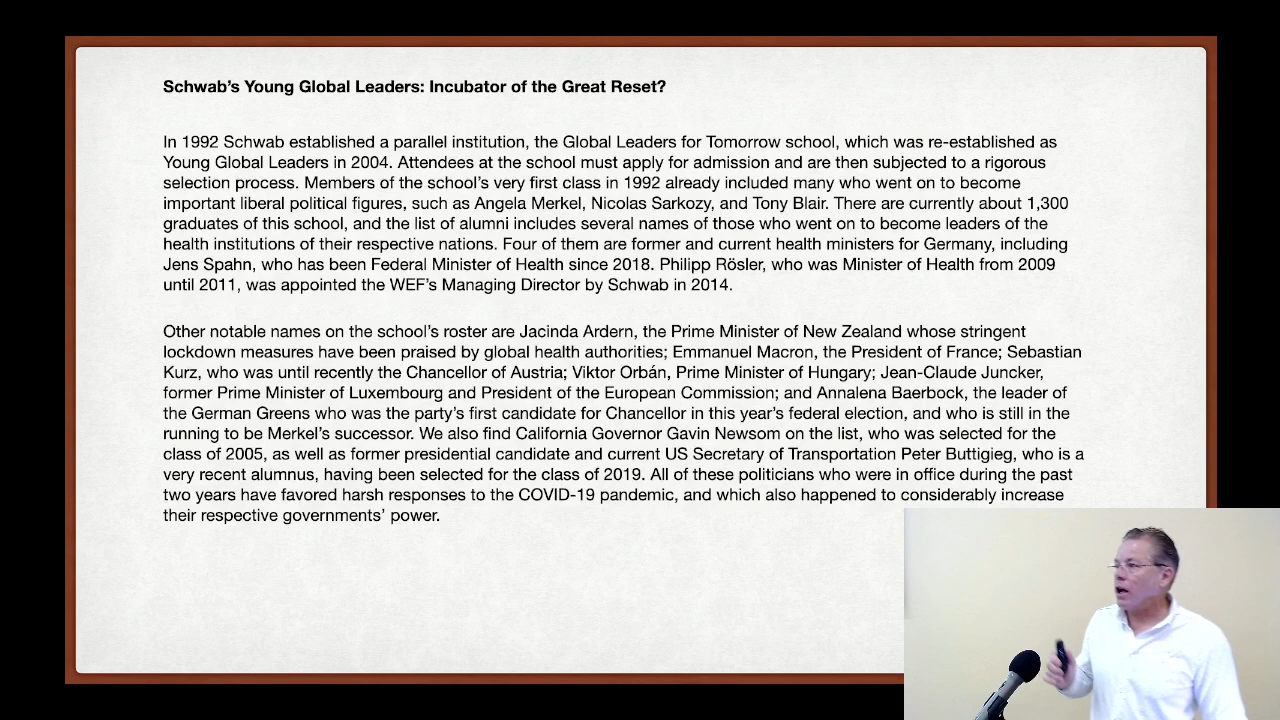 Schwab's Young Global Leaders: Incubator of the Great Reset?
In 1992 Schwab established a parallel institution, the Global Leaders for Tomorrow school, which was re-established as
Young Global Leaders in 2004. Attendees at the school must apply for admission and are then subjected to a rigorous
selection process. Members of the school's very first class in 1992 already included many who went on to become
important liberal political figures, such as Angela Merkel, Nicolas Sarkozy, and Tony Blair. There are currently about 1,300
graduates of this school, and the list of alumni includes several names of those who went on to become leaders of the
health institutions of their respective nations. Four of them are former and current health ministers for Germany, including
Jens Spahn, who has been Federal Minister of Health since 2018. Philipp Rösler, who was Minister of Health from 2009
until 2011, was appointed the WEF's Managing Director by Schwab in 2014.
Other notable names on the school's roster are Jacinda Ardern, the Prime Minister of New Zealand whose stringent
lockdown measures have been praised by global health authorities; Emmanuel Macron, the President of France; Sebastian
Kurz, who was until recently the Chancellor of Austria; Viktor Orbán, Prime Minister of Hungary; Jean-Claude Juncker,
former Prime Minister of Luxembourg and President of the European Commission; and Annalena Baerbock, the leader of
the German Greens who was the party's first candidate for Chancellor in this year's federal election, and who is still in the
running to be Merkel's successor. We also find California Governor Gavin Newsom on the list, who was selected for the
class of 2005, as well as former presidential candidate and current US Secretary of Transportation Peter Buttigieg, who is a
very recent alumnus, having been selected for the class of 2019. All of these politicians who were in office during the past
two years have favored harsh responses to the COVID-19 pandemic, and which also happened to considerably increase
their respective governments' power.